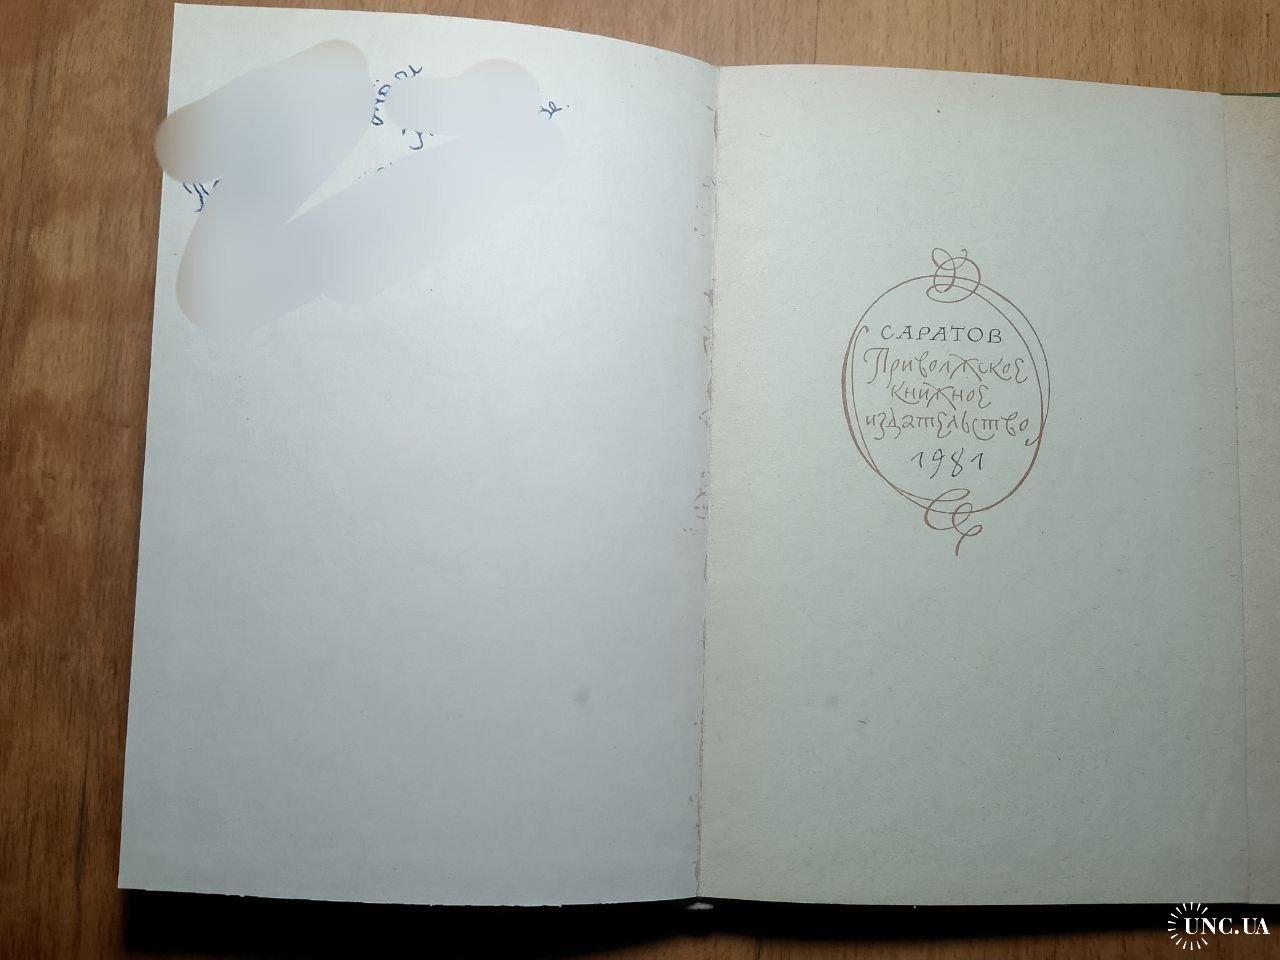 САРАТОВ
Приволжское
книжное
издательство
1981
UNC.UA